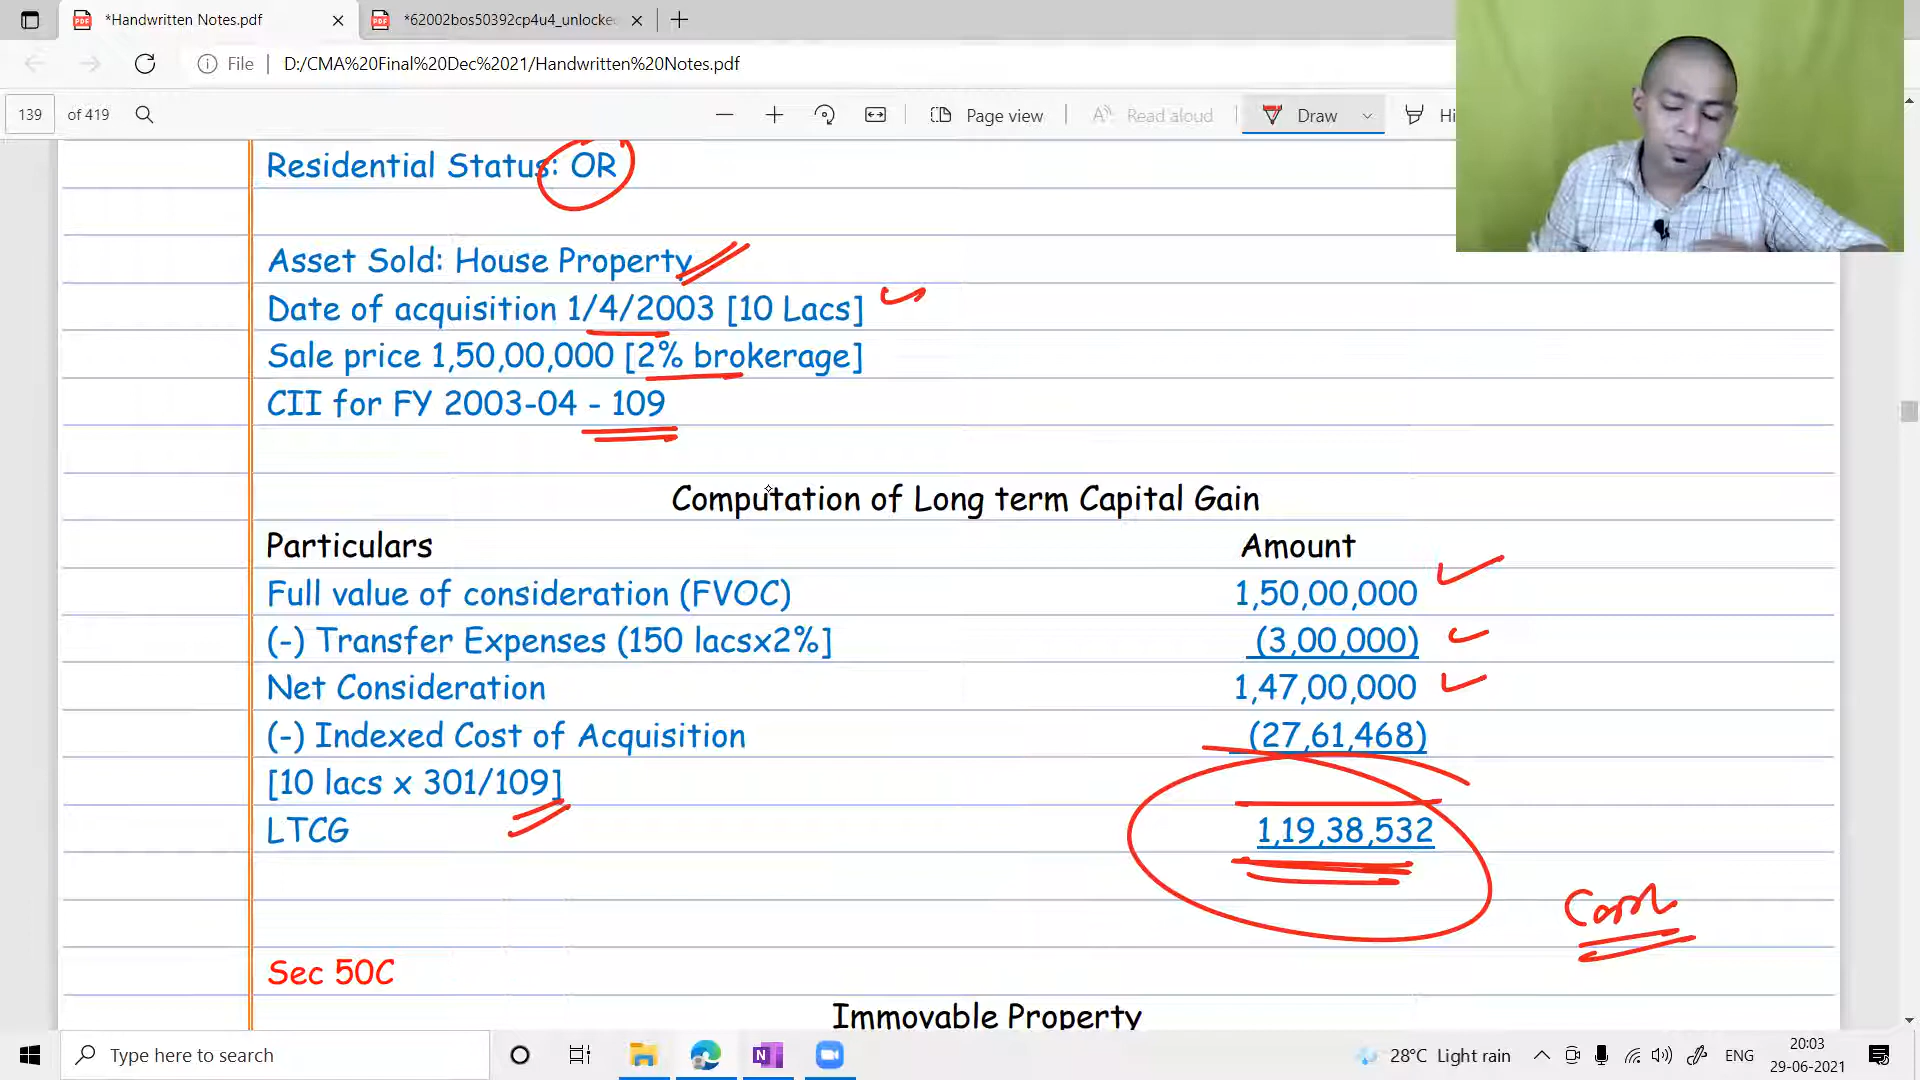 *Handwritten Notes.pdf
*62002bos50392cp4u4_unlocked
File D:/CMA%20Final%20Dec%2021/Handwritten%20Notes.pdf
139 of 419 Page view Read aloud Draw Hi
Residential Status: OR
Asset Sold: House Property
Date of acquisition 1/4/2003 [10 Lacs]
Sale price 1,50,00,000 [2% brokerage]
CII for FY 2003-04 - 109
Computation of Long term Capital Gain
Particulars Amount
Full value of consideration (FVOC) 1,50,00,000
(-) Transfer Expenses (150 lacsx2%] (3,00,000)
Net Consideration 1,47,00,000
(-) Indexed Cost of Acquisition (27,61,468)
[10 lacs x 301/109]
LTCG 1,19,38,532
Sec 50C
Immovable Property
Type here to search
28°C Light rain
ENG
20:03
29-06-2021